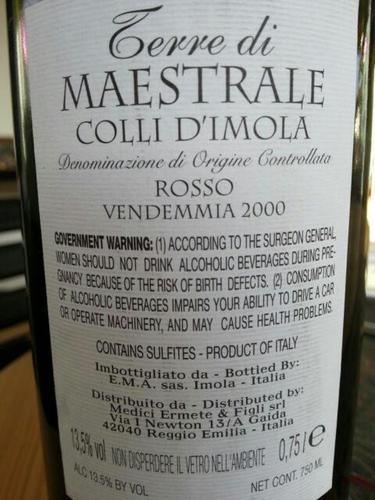 Terre di
MAESTRALE
COLLI D'IMOLA
Denominazione di Origine Controllata
ROSSO
VENDEMMIA 2000
GOVERNMENT WARNING: (1) ACCORDING TO THE SURGEON GENERAL,
WOMEN SHOULD NOT DRINK ALCOHOLIC BEVERAGES DURING PRE-
GNANCY BECAUSE OF THE RISK OF BIRTH DEFECTS. (2) CONSUMPTION
OF ALCOHOLIC BEVERAGES IMPAIRS YOUR ABILITY TO DRIVE A CAR
OR OPERATE MACHINERY, AND MAY CAUSE HEALTH PROBLEMS.
CONTAINS SULFITES - PRODUCT OF ITALY
Imbottigliato da - Bottled By:
E.M.A. sas. Imola - Italia
Distribuito da - Distributed by:
Medici Ermete & Figli srl
Via I Newton 13/A Gaida
42040 Reggio Emilia - Italia
13,5% vol NON DISPERDERE IL VETRO NELL'AMBIENTE 0,75 l e
ALC 13.5% BY VOL NET CONT. 750 ML